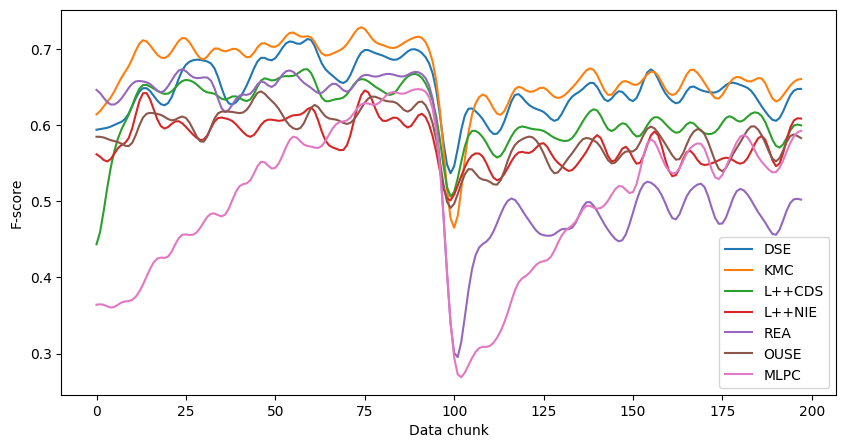 0.7
0.6
0.5
0.4
0.3
F-score
0 25 50 75 100 125 150 175 200
Data chunk
DSE
KMC
L++CDS
L++NIE
REA
OUSE
MLPC